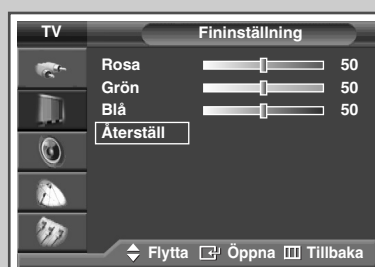 TV Fininställning
Rosa 50
Grön 50
Blå 50
Återställ
Flytta Öppna Tillbaka